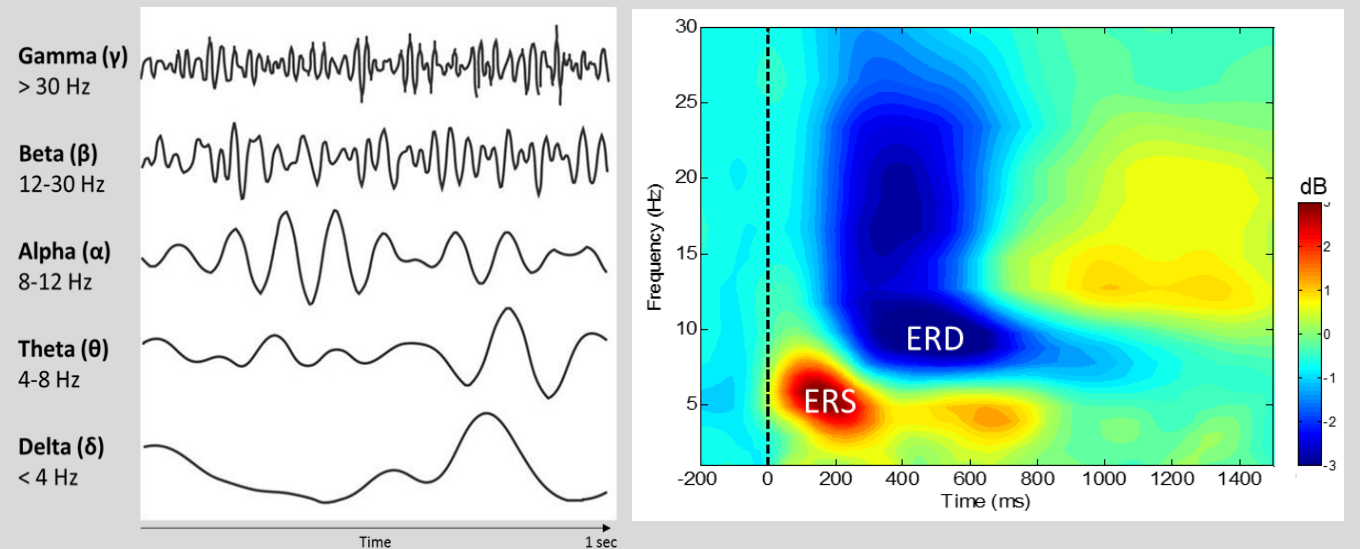 Gamma (γ)
> 30 Hz
Beta (β)
12-30 Hz
Alpha (α)
8-12 Hz
Theta (θ)
4-8 Hz
Delta (δ)
< 4 Hz
Time
1 sec
30
25
20
15
10
5
Frequency (Hz)
ERD
ERS
-200
0
200
400
600
800
1000
1200
1400
Time (ms)
dB
2
1
0
-1
-2
-3